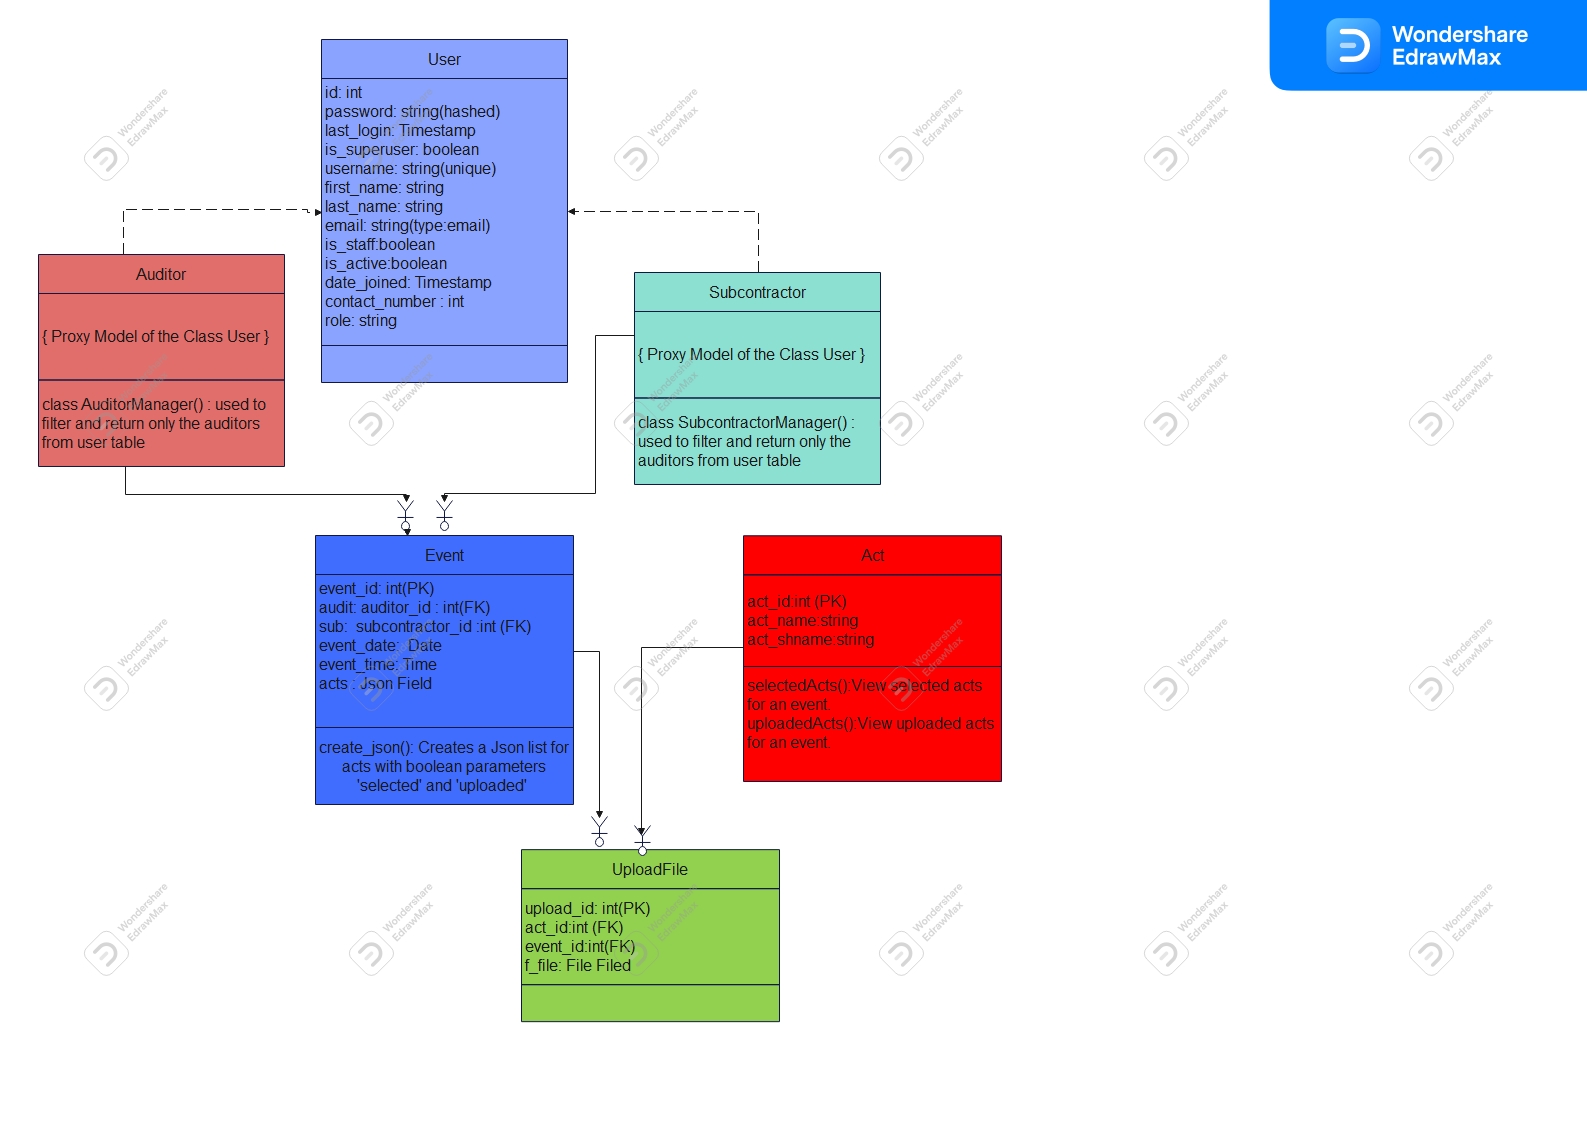 Wondershare
EdrawMax
User
id: int
password: string(hashed)
last_login: Timestamp
is_superuser: boolean
username: string(unique)
first_name: string
last_name: string
email: string(type:email)
is_staff:boolean
is_active:boolean
date_joined: Timestamp
contact_number : int
role: string
Auditor
{ Proxy Model of the Class User }
class AuditorManager() : used to
filter and return only the auditors
from user table
Subcontractor
{ Proxy Model of the Class User }
class SubcontractorManager() :
used to filter and return only the
auditors from user table
Event
event_id: int(PK)
audit: auditor_id : int(FK)
sub:  subcontractor_id :int (FK)
event_date:  Date
event_time: Time
acts : Json Field
create_json(): Creates a Json list for
acts with boolean parameters
'selected' and 'uploaded'
Act
act_id:int (PK)
act_name:string
act_shname:string
selectedActs():View selected acts
for an event.
uploadedActs():View uploaded acts
for an event.
UploadFile
upload_id: int(PK)
act_id:int (FK)
event_id:int(FK)
f_file: File Filed